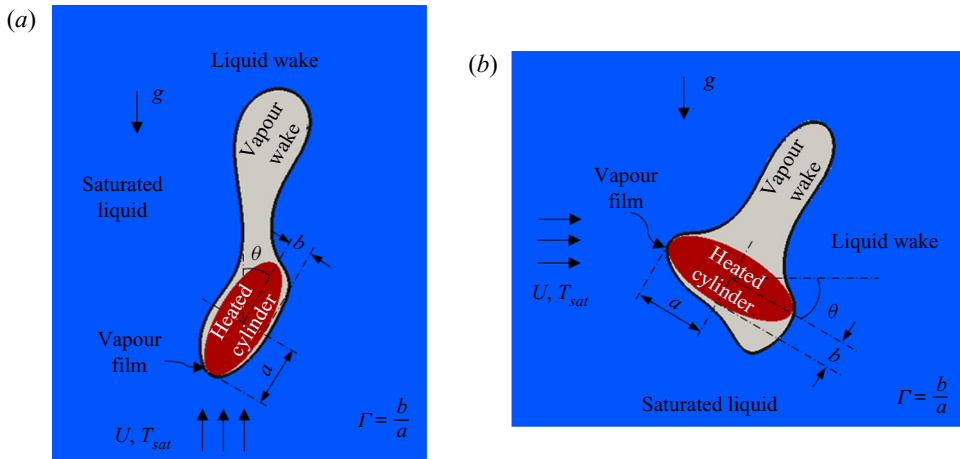 (a)
Liquid wake
g
Vapour
wake
Saturated
liquid
θ
b
Heated
cylinder
a
Vapour
film
U, T_sat
Γ = b/a
(b)
g
Vapour
film
Vapour
wake
Liquid wake
Heated
cylinder
U, T_sat
a
θ
b
Saturated liquid
Γ = b/a